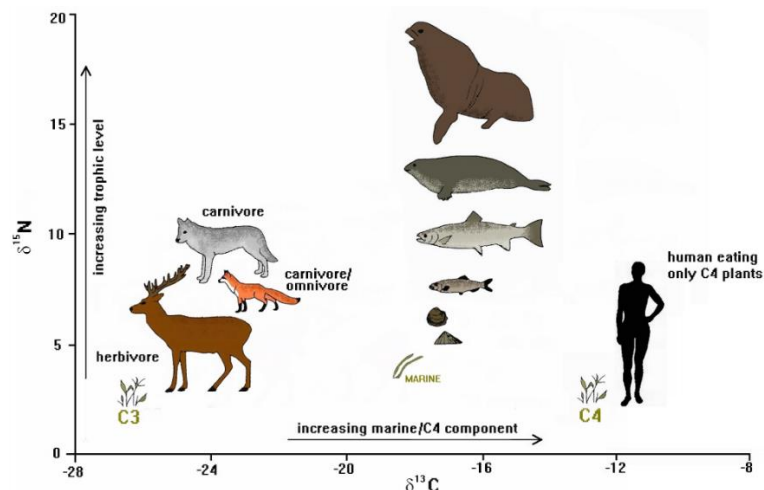 20
15
10
5
0
δ¹⁵N
increasing trophic level
carnivore
carnivore/
omnivore
herbivore
C3
MARINE
human eating
only C4 plants
C4
increasing marine/C4 component
-28
-24
-20
-16
-12
-8
δ¹³C